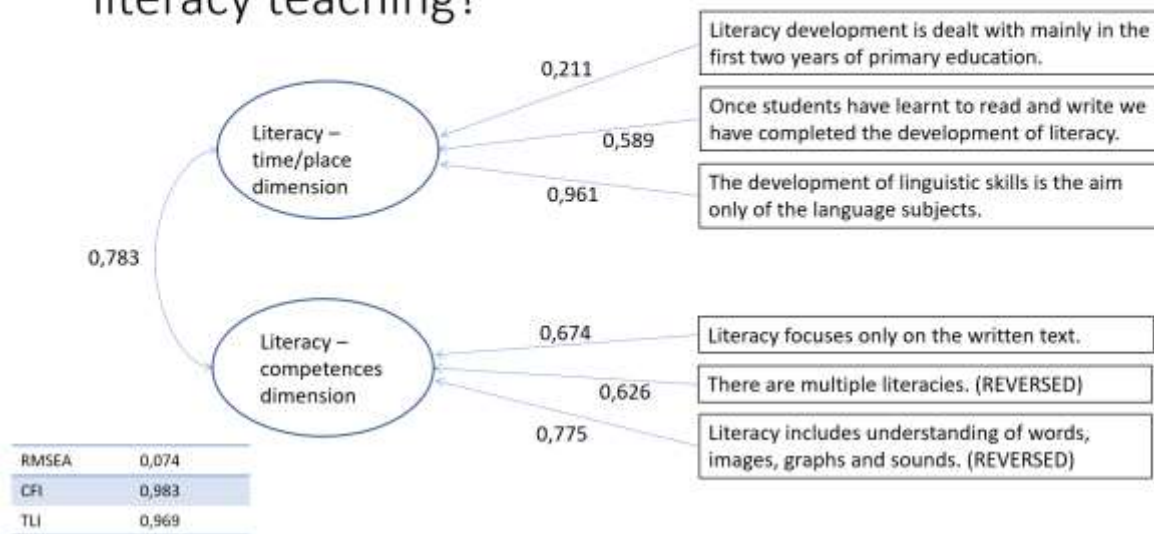 literacy teaching?
Literacy development is dealt with mainly in the
first two years of primary education.
0,211
Once students have learnt to read and write we
have completed the development of literacy.
0,589
Literacy –
time/place
dimension
The development of linguistic skills is the aim
only of the language subjects.
0,961
0,783
Literacy focuses only on the written text.
0,674
Literacy –
competences
dimension
There are multiple literacies. (REVERSED)
0,626
Literacy includes understanding of words,
images, graphs and sounds. (REVERSED)
0,775
RMSEA 0,074
CFI 0,983
TLI 0,969